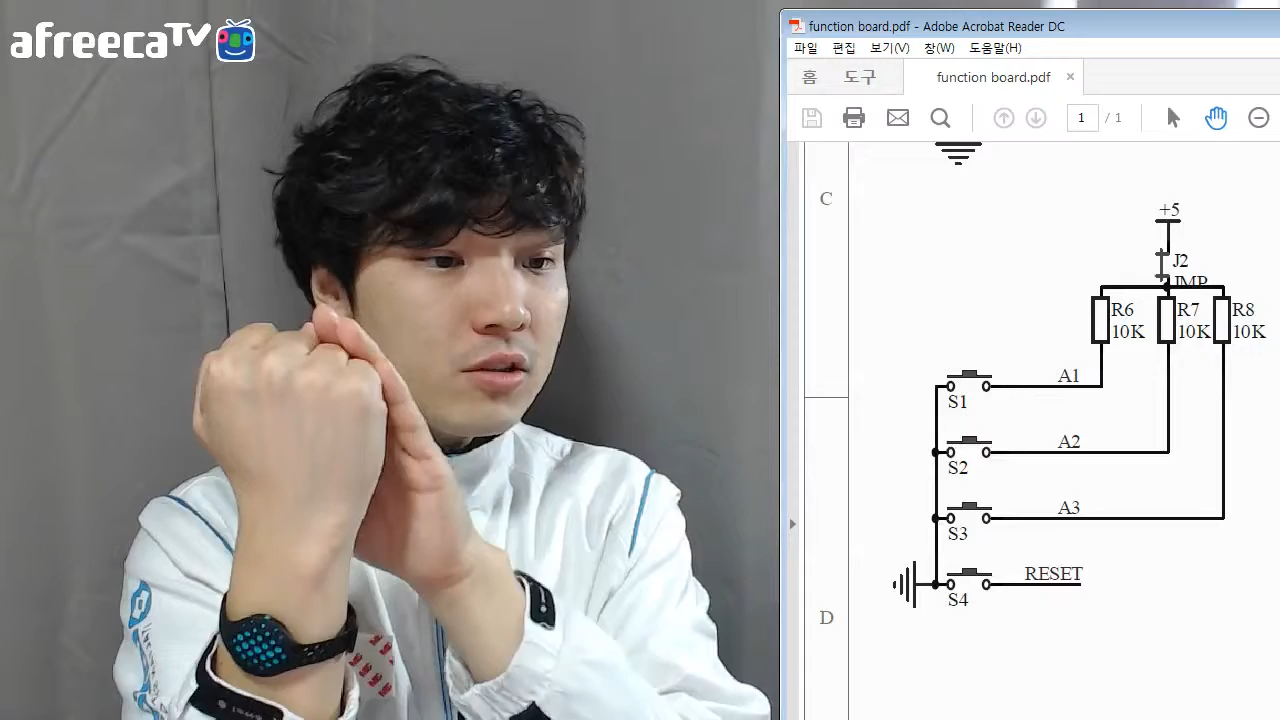 afreecaTV
function board.pdf - Adobe Acrobat Reader DC
파일 편집 보기(V) 창(W) 도움말(H)
홈 도구 function board.pdf ×
1 / 1
C
+5
J2
JMP
R6 R7 R8
10K 10K 10K
A1
S1
A2
S2
A3
S3
RESET
S4
D